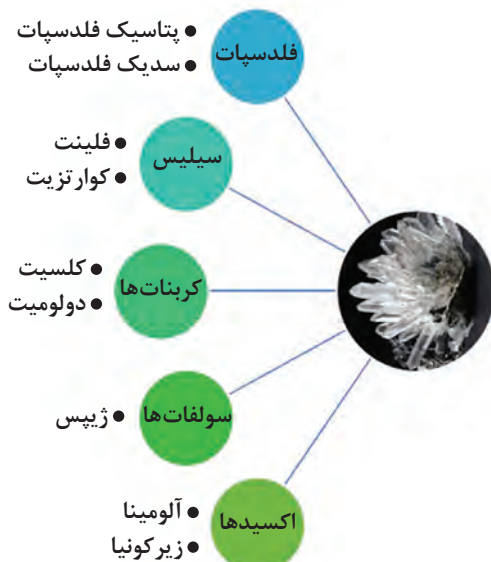 فلدسپات
● پتاسیک فلدسپات
● سدیک فلدسپات
سیلیس
● فلینت
● کوارتزیت
کربنات‌ها
● کلسیت
● دولومیت
سولفات‌ها
● ژیپس
اکسیدها
● آلومینا
● زیرکونیا